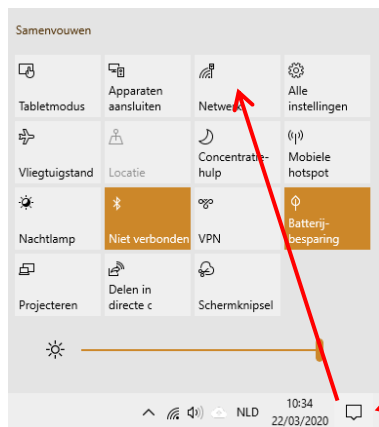 Samenvouwen
Tabletmodus
Apparaten
aansluiten
Netwerk
Alle
instellingen
Vliegtuigstand
Locatie
Concentratie-
hulp
Mobiele
hotspot
Nachtlamp
Niet verbonden
VPN
Batterij-
besparing
Projecteren
Delen in
directe c
Schermknipsel
NLD
10:34
22/03/2020